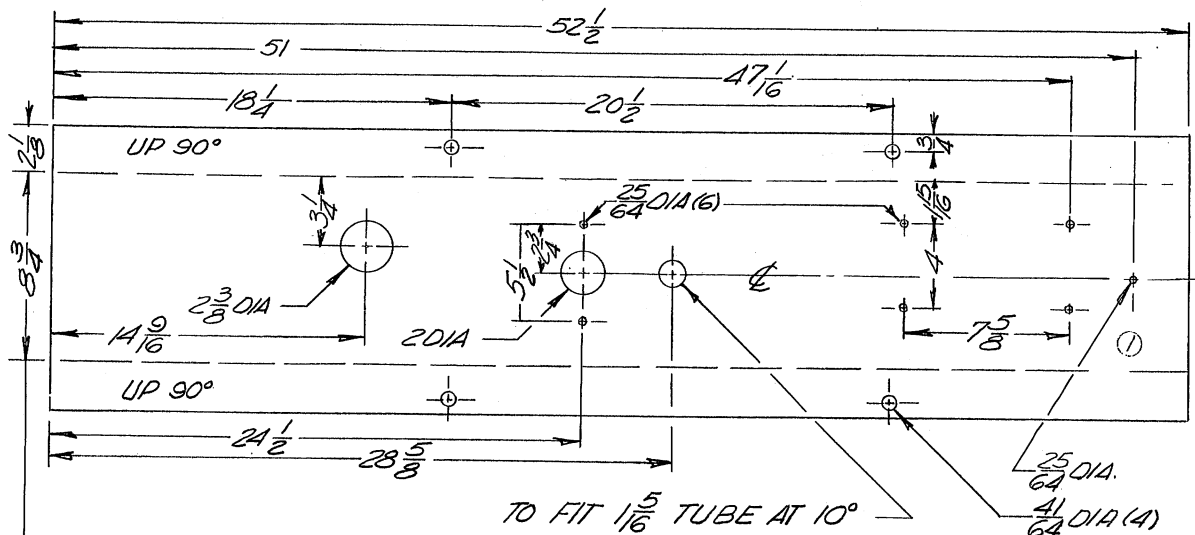 52 1/2
51
47 1/16
18 1/4
20 1/2
2 1/8
UP 90°
3/4
3 1/4
25/64 DIA (6)
1 15/16
8 3/4
5 1/2
2 3/4
4
℄
2 3/8 DIA
2 DIA
14 9/16
7 5/8
1
UP 90°
24 1/2
28 5/8
25/64 DIA.
TO FIT 1 5/16 TUBE AT 10°
41/64 DIA (4)